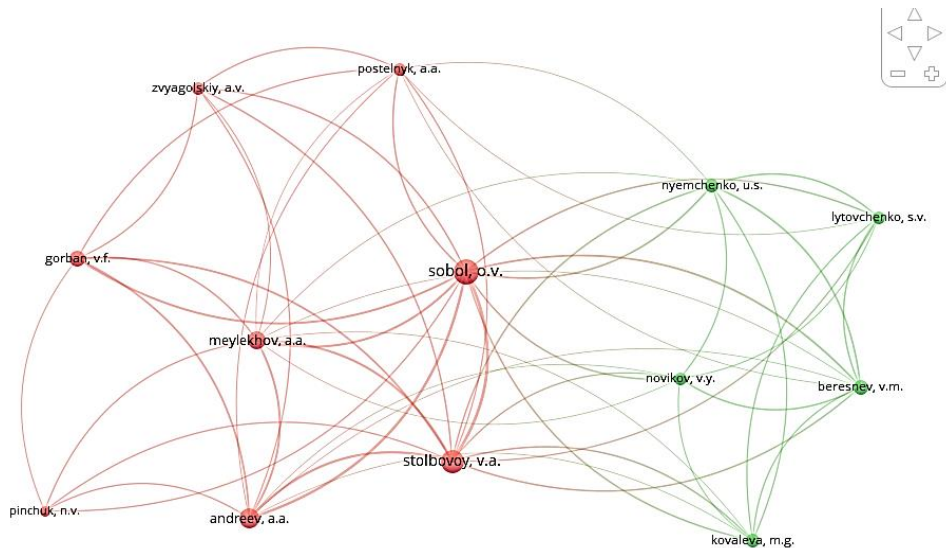 postelnyk, a.a.
zvyagolskiy, a.v.
nyemchenko, u.s.
lytovchenko, s.v.
gorban, v.f.
sobol, o.v.
meylekhov, a.a.
novikov, v.y.
beresnev, v.m.
stolbovoy, v.a.
pinchuk, n.v.
andreev, a.a.
kovaleva, m.g.